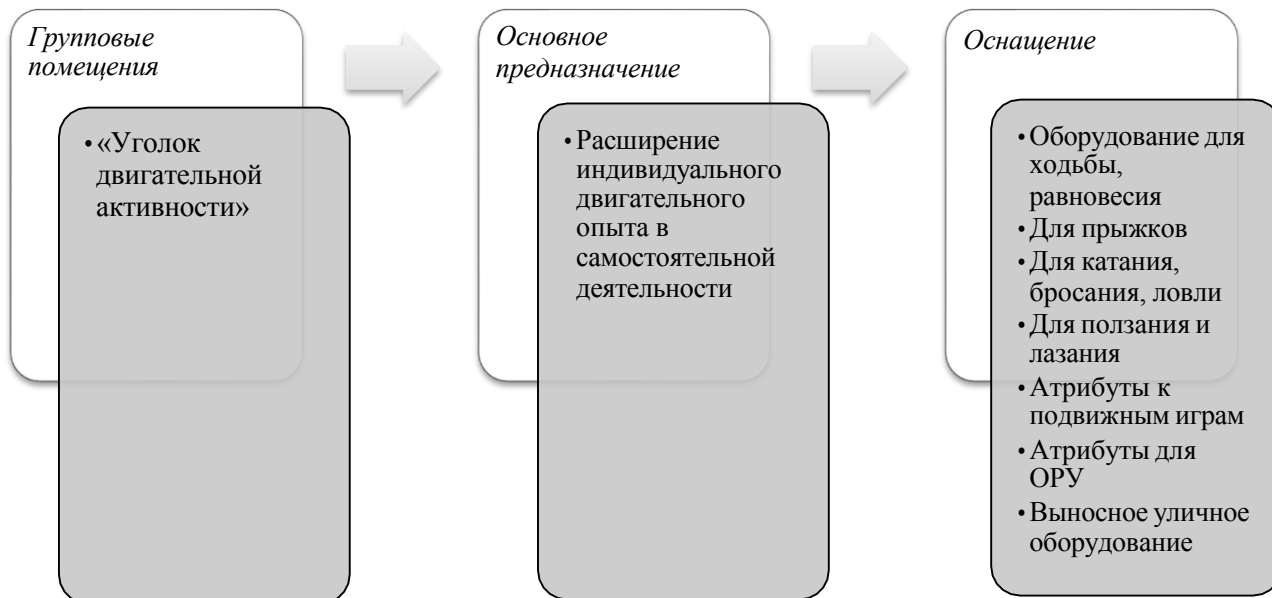 Групповые
помещения
• «Уголок
двигательной
активности»
Основное
предназначение
• Расширение
индивидуального
двигательного
опыта в
самостоятельной
деятельности
Оснащение
• Оборудование для
ходьбы,
равновесия
• Для прыжков
• Для катания,
бросания, ловли
• Для ползания и
лазания
• Атрибуты к
подвижным играм
• Атрибуты для
ОРУ
• Выносное уличное
оборудование